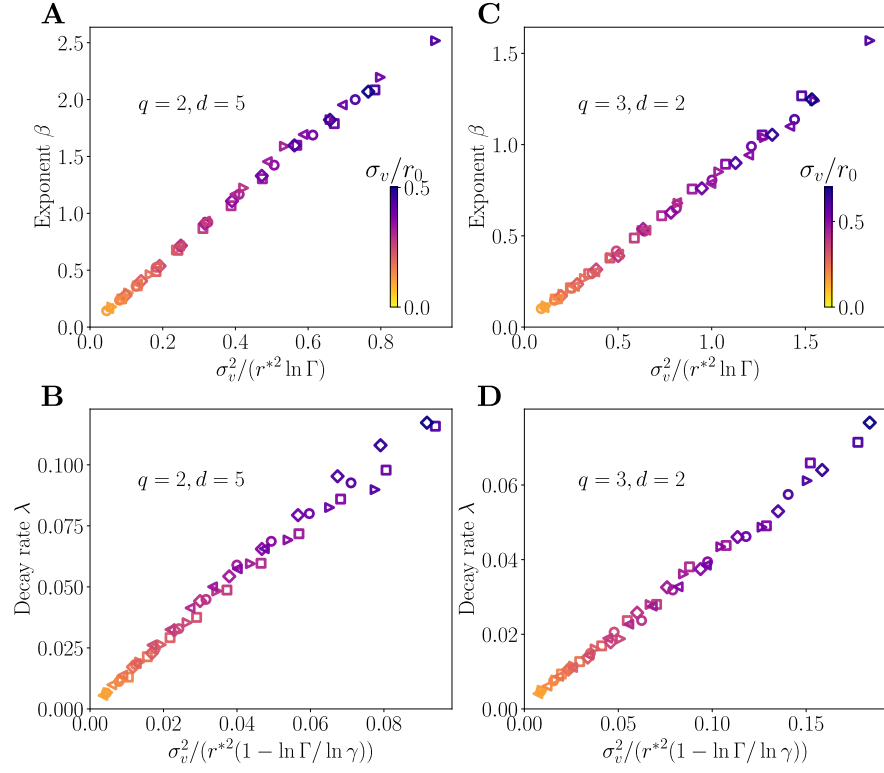 A
2.5
2.0
1.5
1.0
0.5
0.0
Exponent β
q = 2, d = 5
σ_v/r_0
0.5
0.0
0.0 0.2 0.4 0.6 0.8
σ_v^2/(r^{*2} ln Γ)
C
1.5
1.0
0.5
0.0
Exponent β
q = 3, d = 2
σ_v/r_0
0.5
0.0
0.0 0.5 1.0 1.5
σ_v^2/(r^{*2} ln Γ)
B
0.100
0.075
0.050
0.025
0.000
Decay rate λ
q = 2, d = 5
0.00 0.02 0.04 0.06 0.08
σ_v^2/(r^{*2}(1 − ln Γ/ ln γ))
D
0.06
0.04
0.02
0.00
Decay rate λ
q = 3, d = 2
0.00 0.05 0.10 0.15
σ_v^2/(r^{*2}(1 − ln Γ/ ln γ))